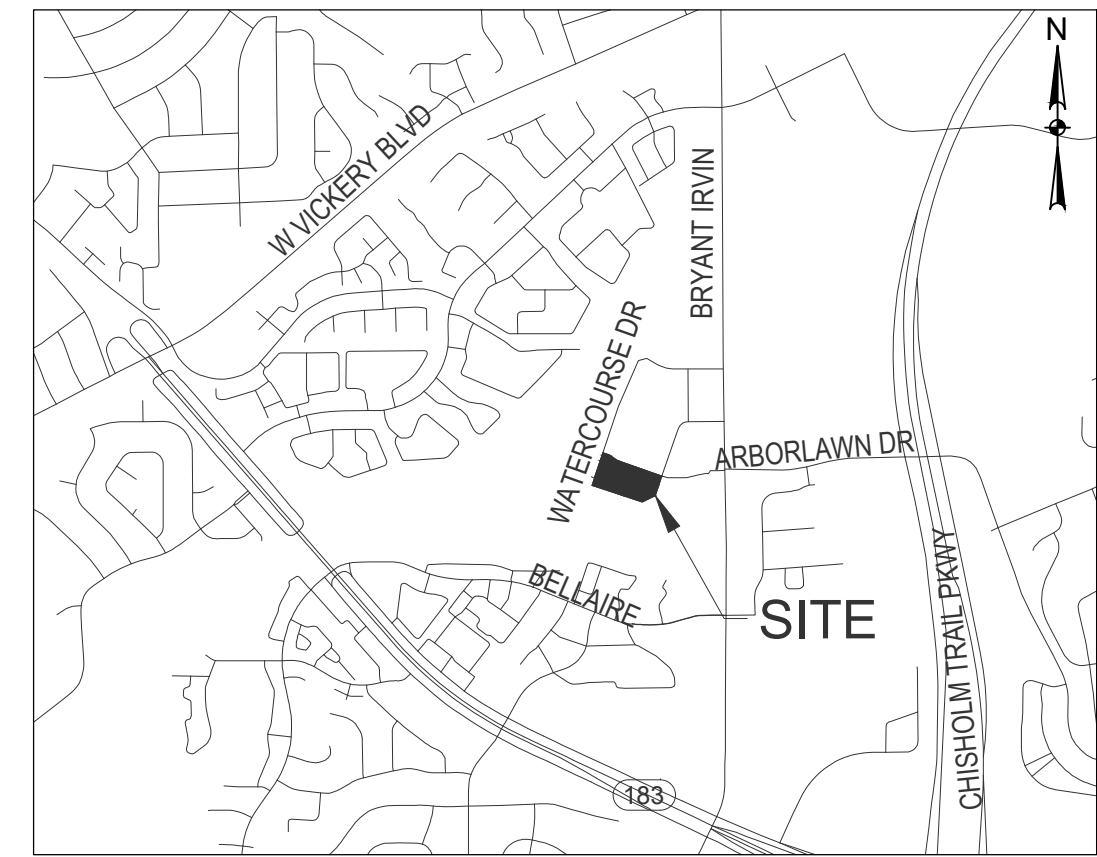 N
W VICKERY BLVD
BRYANT IRVIN
WATERCOURSE DR
ARBORLAWN DR
BELLAIRE
SITE
CHISHOLM TRAIL PKWY
183